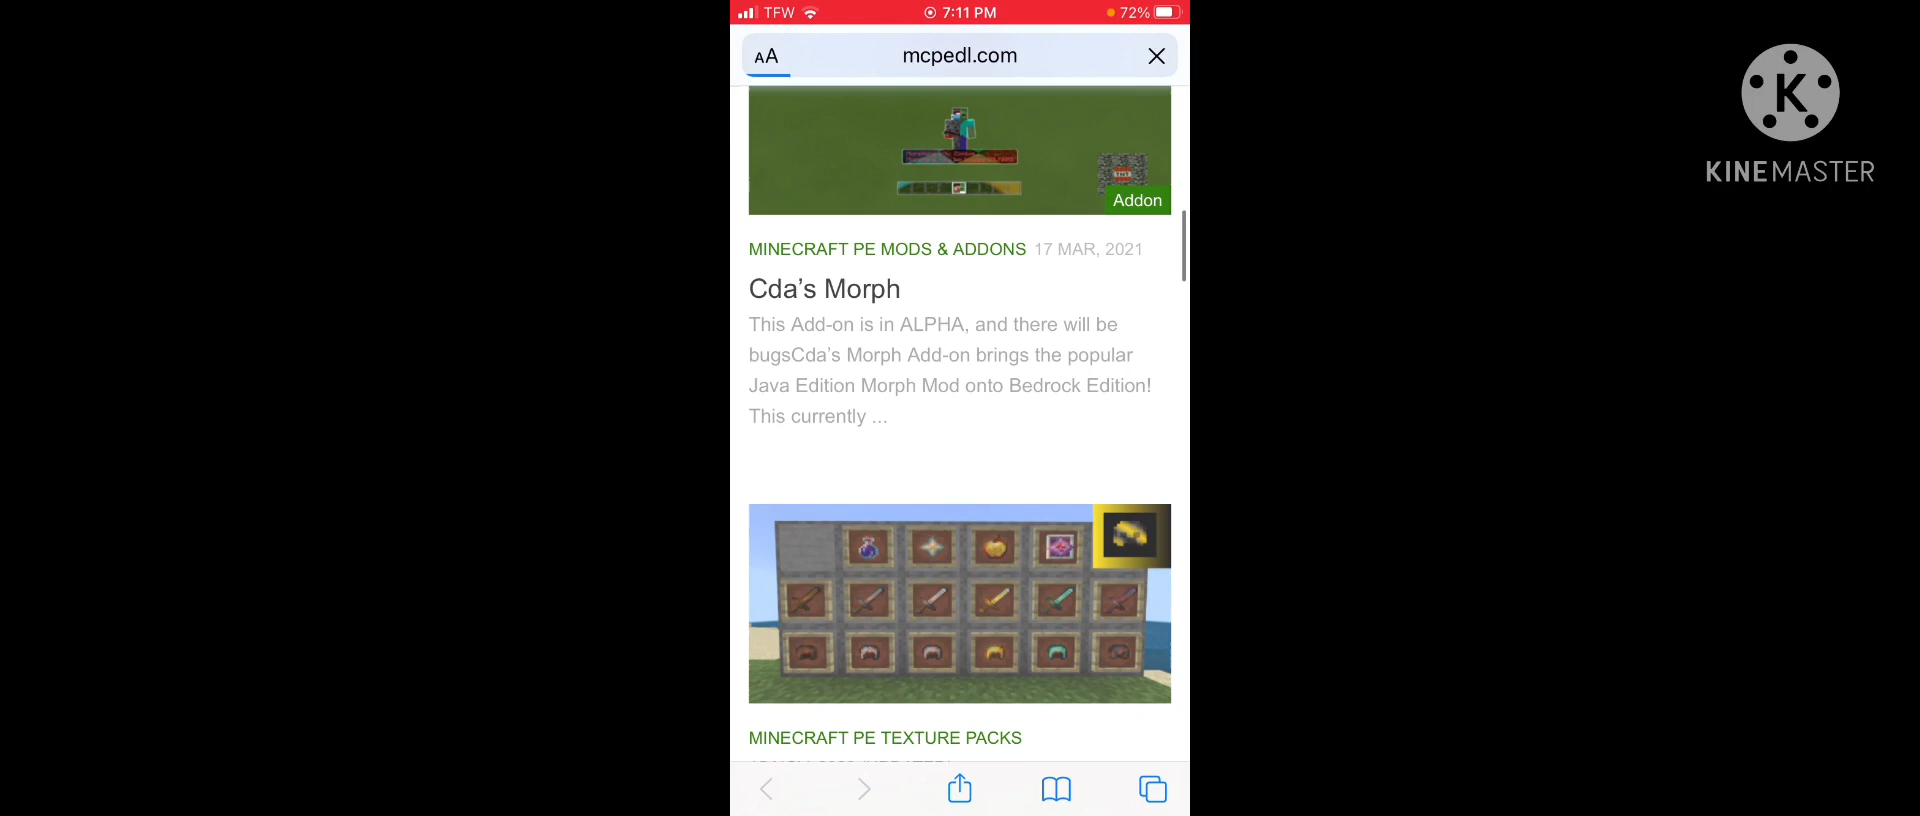 TFW
7:11 PM
72%
AA
mcpedl.com
K
KINEMASTER
TNT
Addon
MINECRAFT PE MODS & ADDONS 17 MAR, 2021
Cda’s Morph
This Add-on is in ALPHA, and there will be
bugsCda’s Morph Add-on brings the popular
Java Edition Morph Mod onto Bedrock Edition!
This currently ...
MINECRAFT PE TEXTURE PACKS